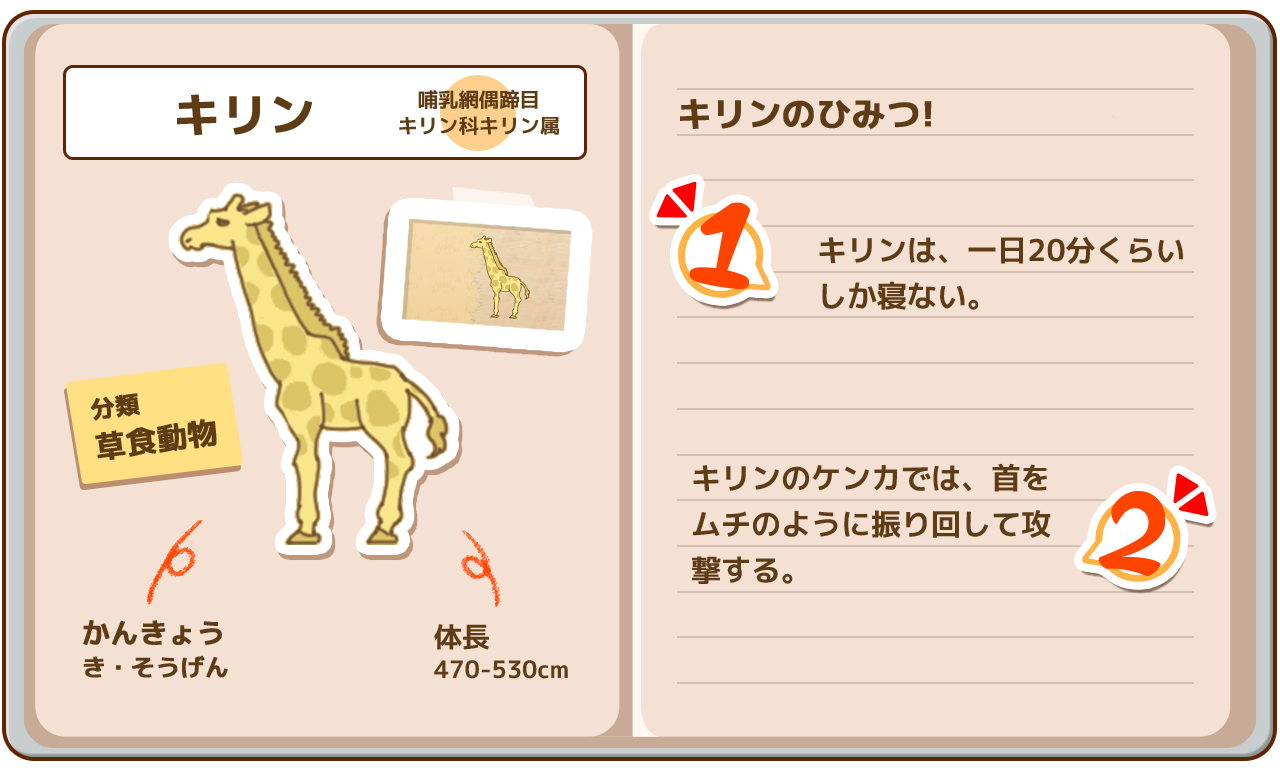 キリン
哺乳網偶蹄目
キリン科キリン属
分類
草食動物
かんきょう
き・そうげん
体長
470-530cm
キリンのひみつ!
1
キリンは、一日20分くらい
しか寝ない。
キリンのケンカでは、首を
ムチのように振り回して攻
撃する。
2